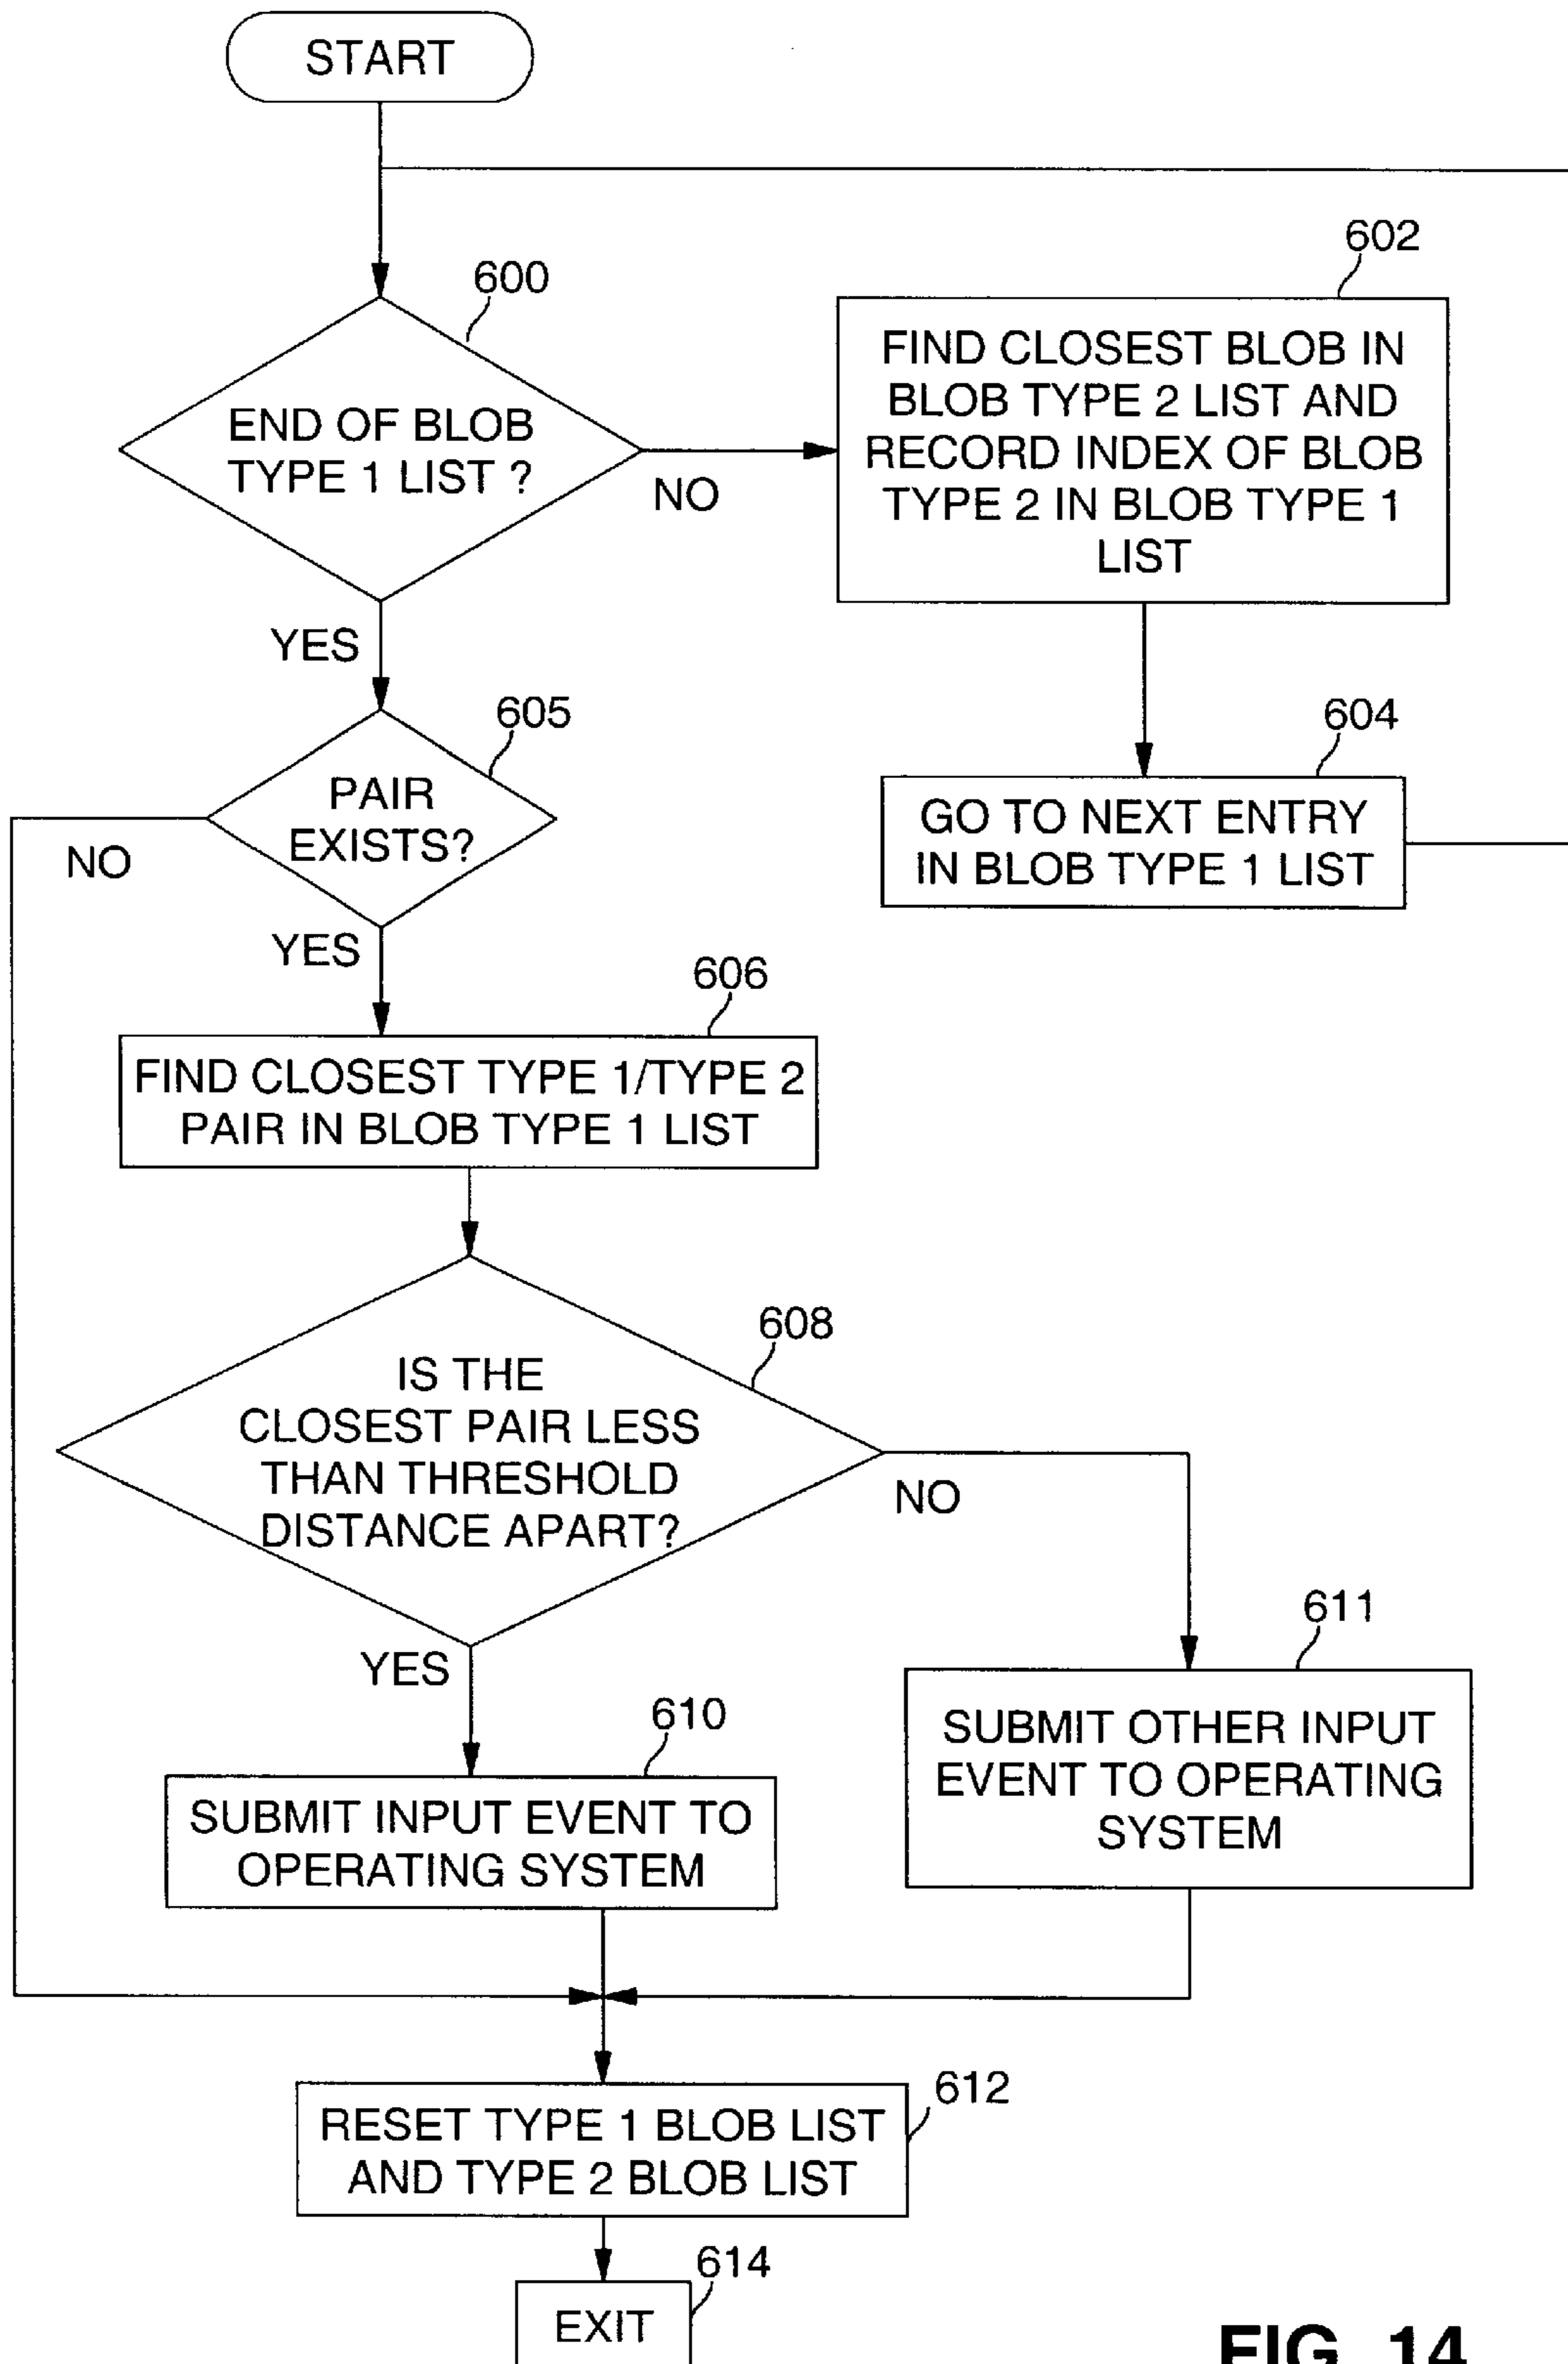 START
600
END OF BLOB
TYPE 1 LIST ?
NO
YES
602
FIND CLOSEST BLOB IN
BLOB TYPE 2 LIST AND
RECORD INDEX OF BLOB
TYPE 2 IN BLOB TYPE 1
LIST
604
GO TO NEXT ENTRY
IN BLOB TYPE 1 LIST
605
PAIR
EXISTS?
NO
YES
606
FIND CLOSEST TYPE 1/TYPE 2
PAIR IN BLOB TYPE 1 LIST
608
IS THE
CLOSEST PAIR LESS
THAN THRESHOLD
DISTANCE APART?
NO
YES
610
SUBMIT INPUT EVENT TO
OPERATING SYSTEM
611
SUBMIT OTHER INPUT
EVENT TO OPERATING
SYSTEM
612
RESET TYPE 1 BLOB LIST
AND TYPE 2 BLOB LIST
614
EXIT
FIG. 14